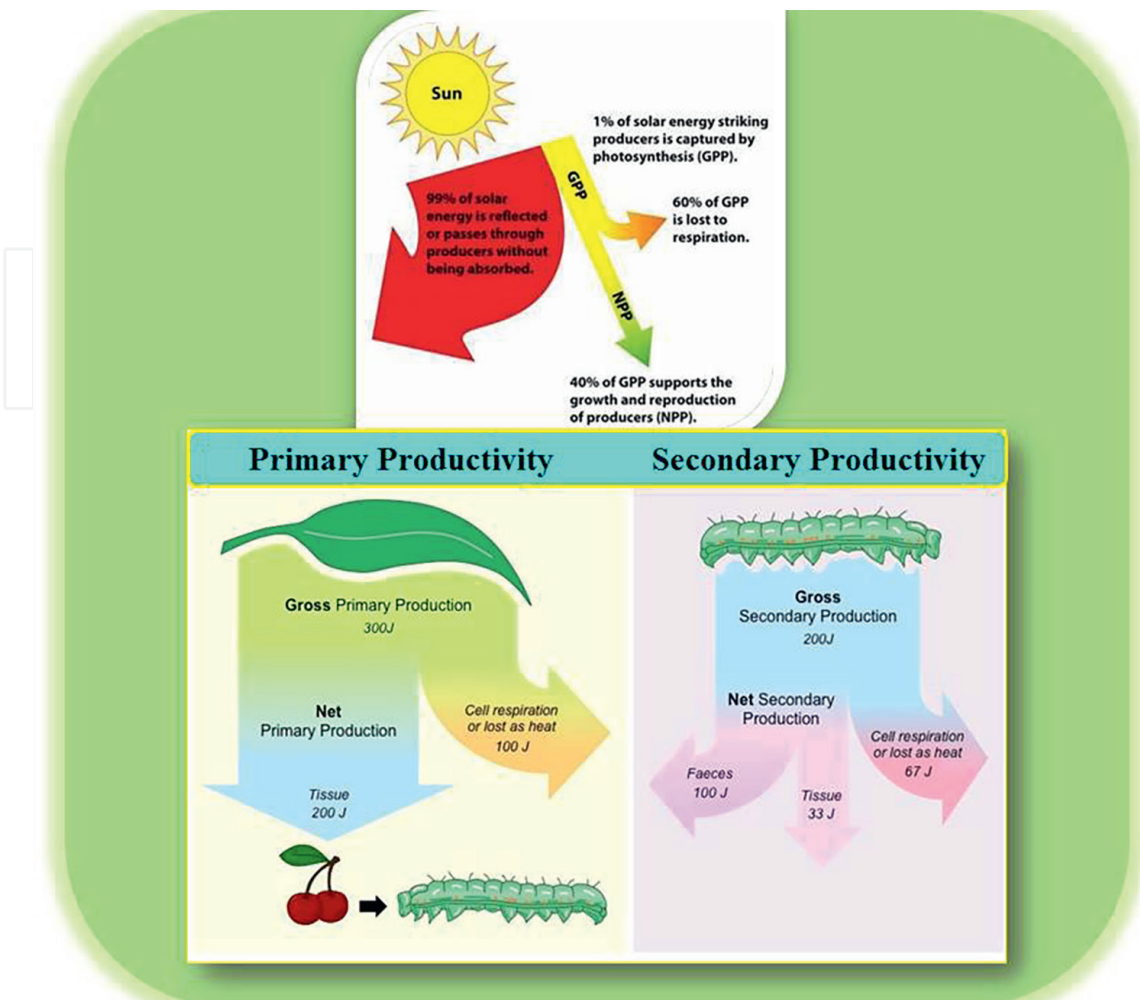 Sun
1% of solar energy striking
producers is captured by
photosynthesis (GPP).
GPP
99% of solar
energy is reflected
or passes through
producers without
being absorbed.
60% of GPP
is lost to
respiration.
NPP
40% of GPP supports the
growth and reproduction
of producers (NPP).
Primary Productivity
Secondary Productivity
Gross Primary Production
300J
Net
Primary Production
Cell respiration
or lost as heat
100 J
Tissue
200 J
Gross
Secondary Production
200J
Net Secondary
Production
Cell respiration
or lost as heat
67 J
Faeces
100 J
Tissue
33 J